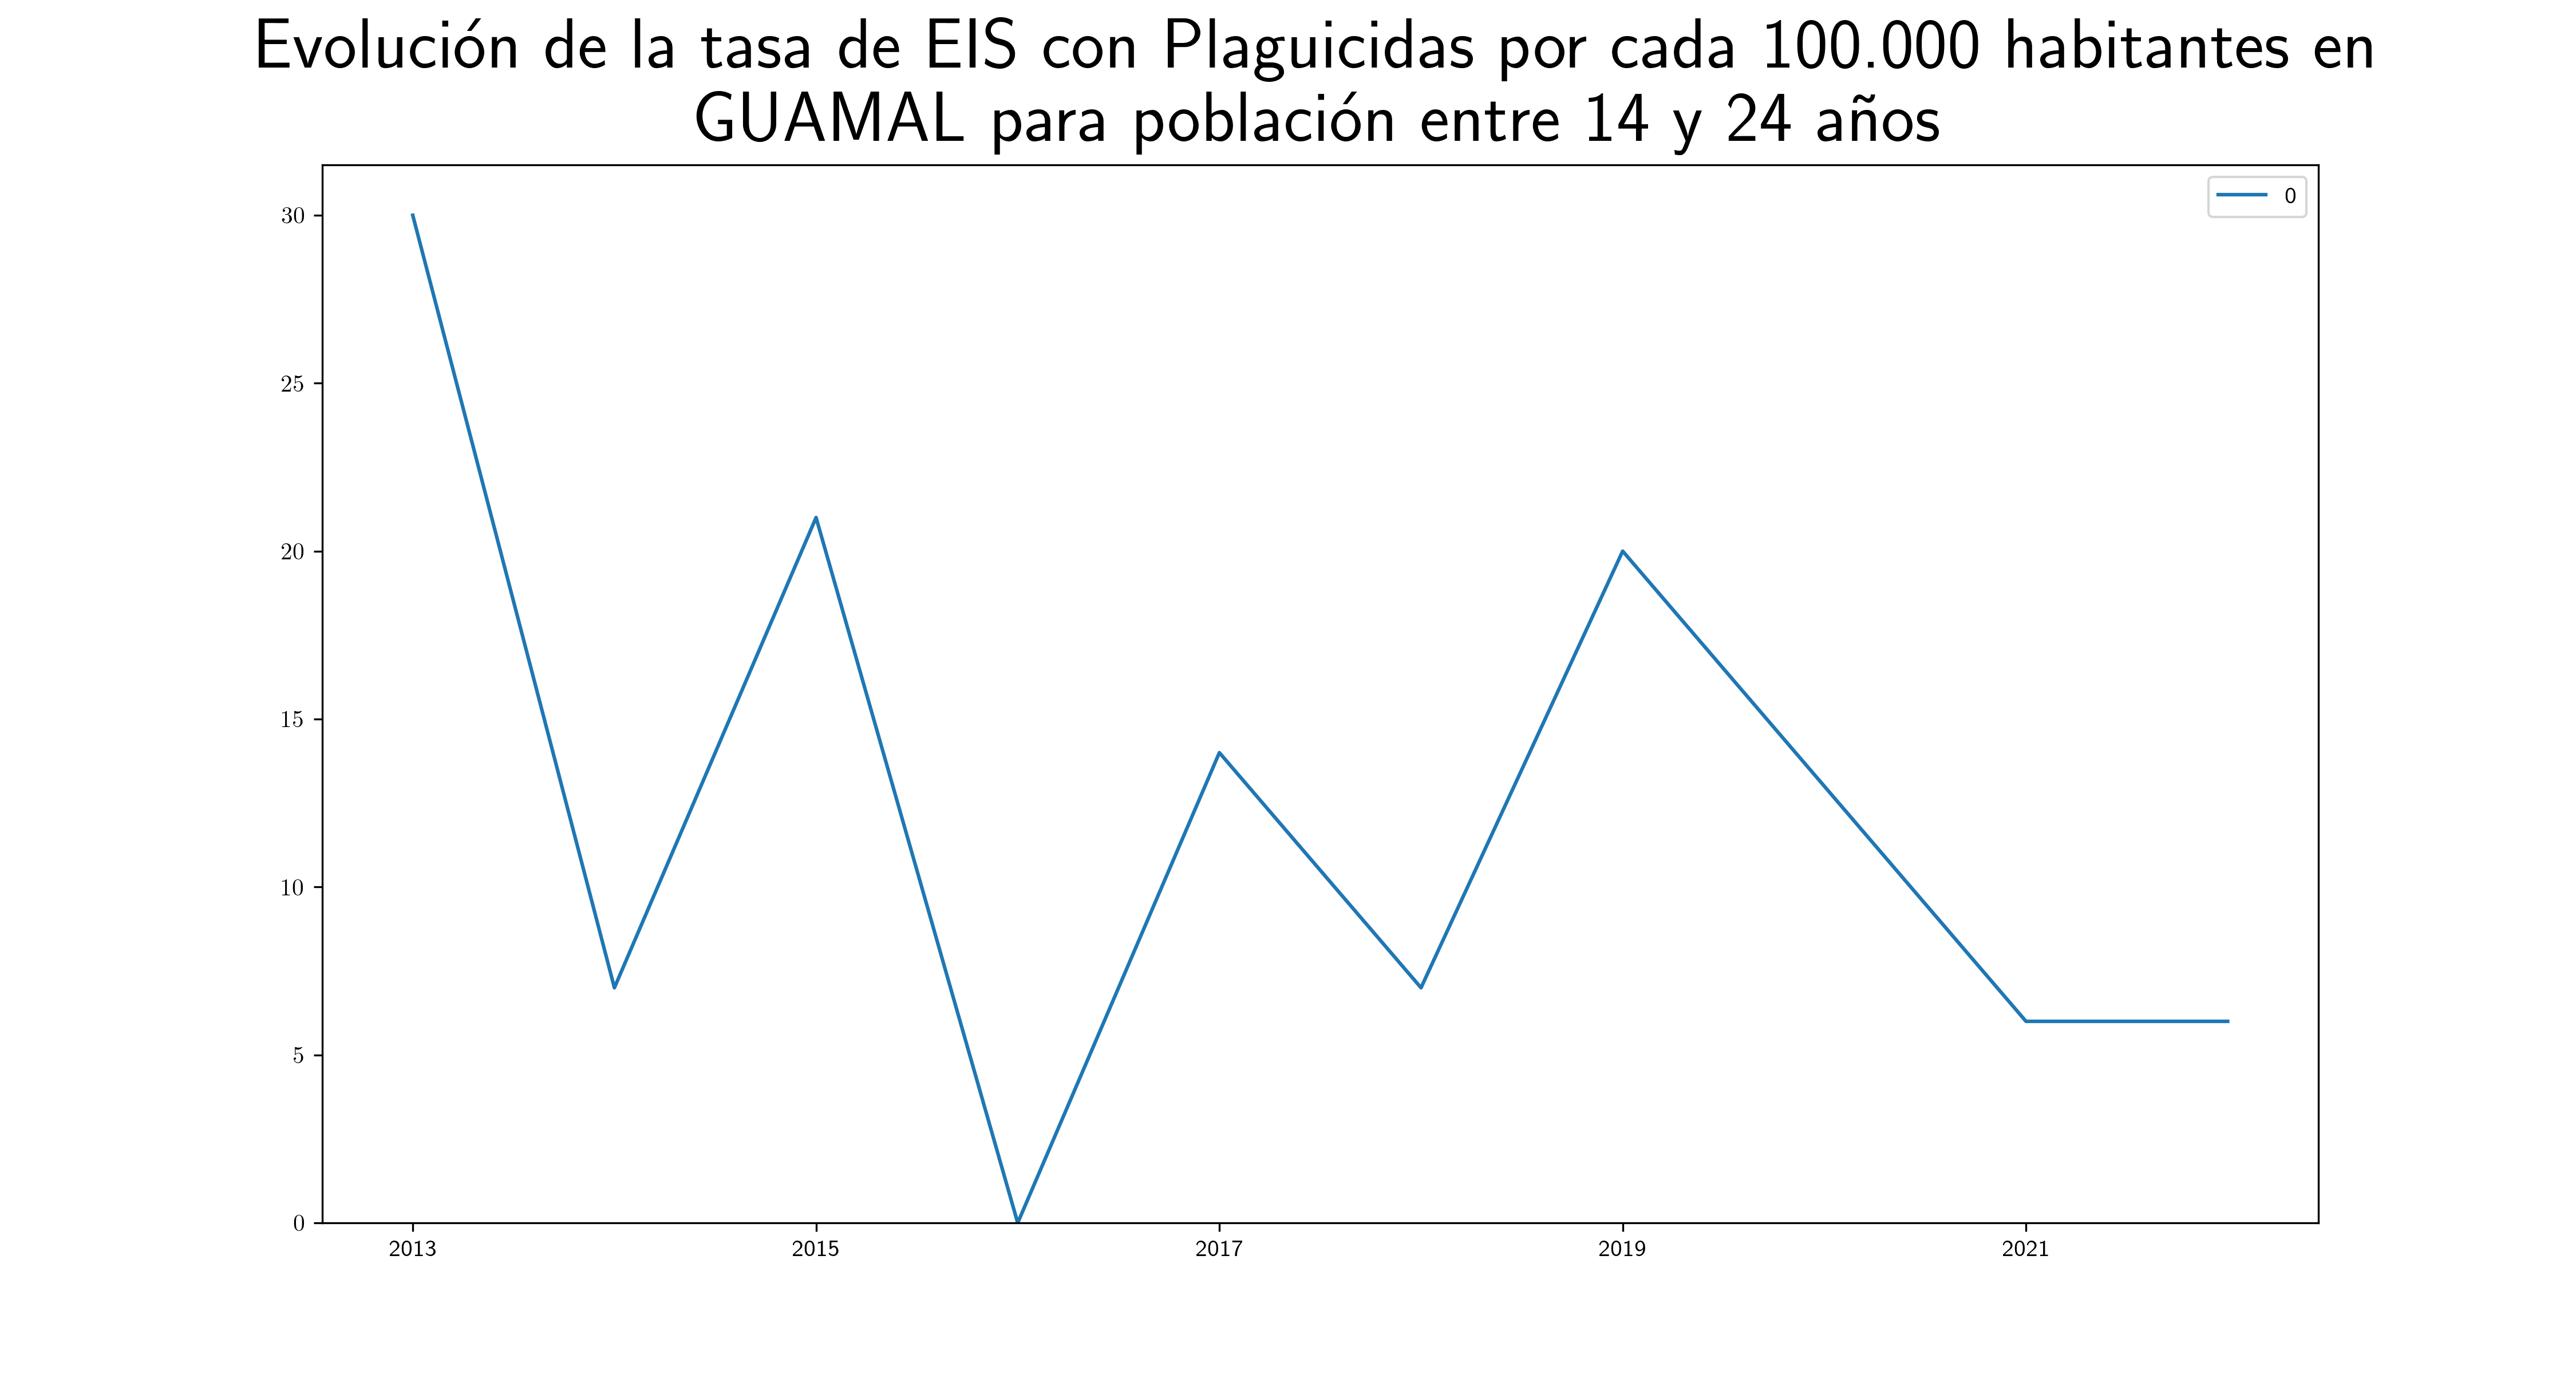 Evolución de la tasa de EIS con Plaguicidas por cada 100.000 habitantes en
GUAMAL para población entre 14 y 24 años
0
30
25
20
15
10
5
0
2013 2015 2017 2019 2021